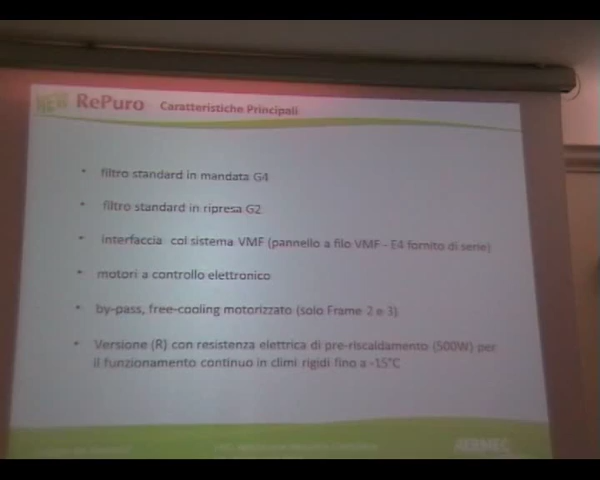 NEW RePuro Caratteristiche Principali
• filtro standard in mandata G4
• filtro standard in ripresa G2
• interfaccia col sistema VMF (pannello a filo VMF - E4 fornito di serie)
• motori a controllo elettronico
• by-pass, free-cooling motorizzato (solo Frame 2 e 3)
• Versione (R) con resistenza elettrica di pre-riscaldamento (500W) per
il funzionamento continuo in climi rigidi fino a -15°C
AERMEC